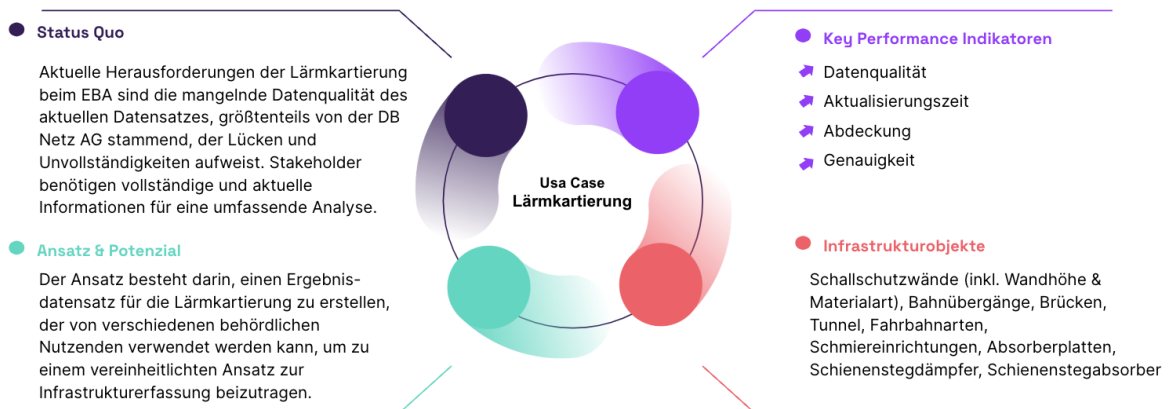 Status Quo
Aktuelle Herausforderungen der Lärmkartierung
beim EBA sind die mangelnde Datenqualität des
aktuellen Datensatzes, größtenteils von der DB
Netz AG stammend, der Lücken und
Unvollständigkeiten aufweist. Stakeholder
benötigen vollständige und aktuelle
Informationen für eine umfassende Analyse.
Ansatz & Potenzial
Der Ansatz besteht darin, einen Ergebnis-
datensatz für die Lärmkartierung zu erstellen,
der von verschiedenen behördlichen
Nutzenden verwendet werden kann, um zu
einem vereinheitlichten Ansatz zur
Infrastrukturerfassung beizutragen.
Usa Case
Lärmkartierung
Key Performance Indikatoren
Datenqualität
Aktualisierungszeit
Abdeckung
Genauigkeit
Infrastrukturobjekte
Schallschutzwände (inkl. Wandhöhe &
Materialart), Bahnübergänge, Brücken,
Tunnel, Fahrbahnarten,
Schmiereinrichtungen, Absorberplatten,
Schienenstegdämpfer, Schienenstegabsorber